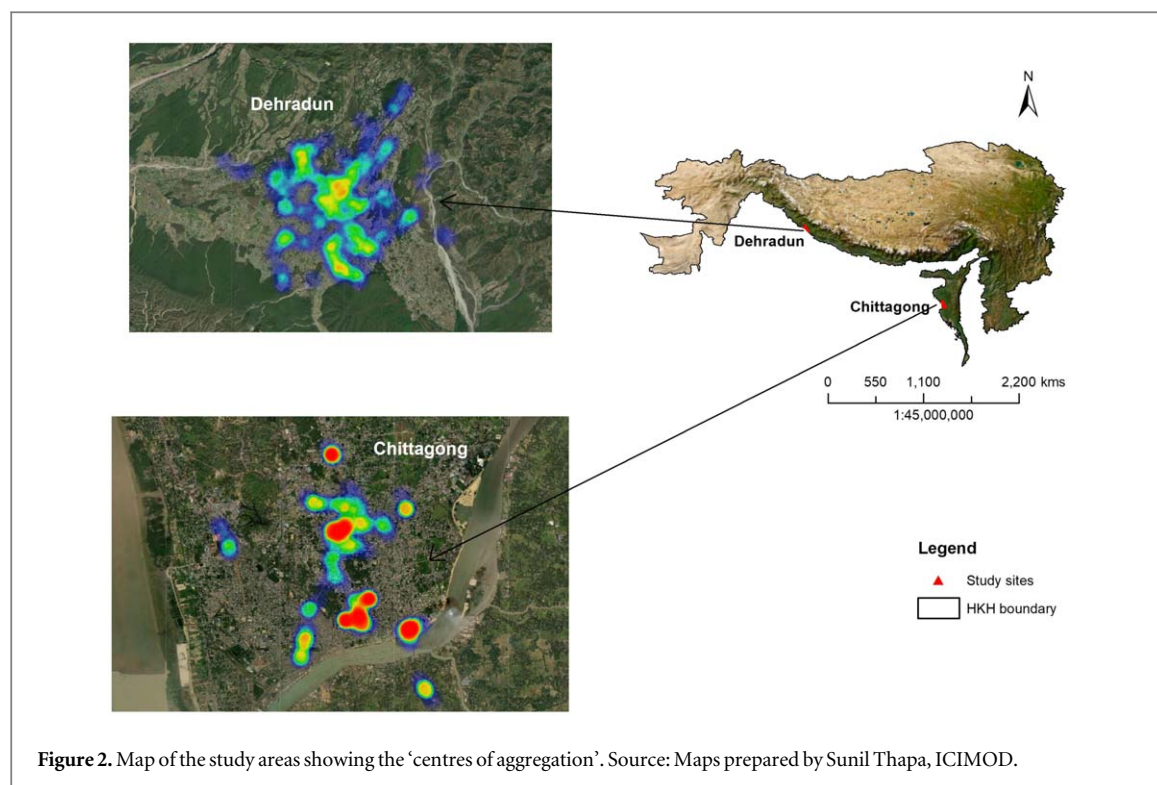 Dehradun
N
Dehradun
Chittagong
0 550 1,100 2,200 kms
1:45,000,000
Chittagong
Legend
Study sites
HKH boundary
Figure 2. Map of the study areas showing the ‘centres of aggregation’. Source: Maps prepared by Sunil Thapa, ICIMOD.